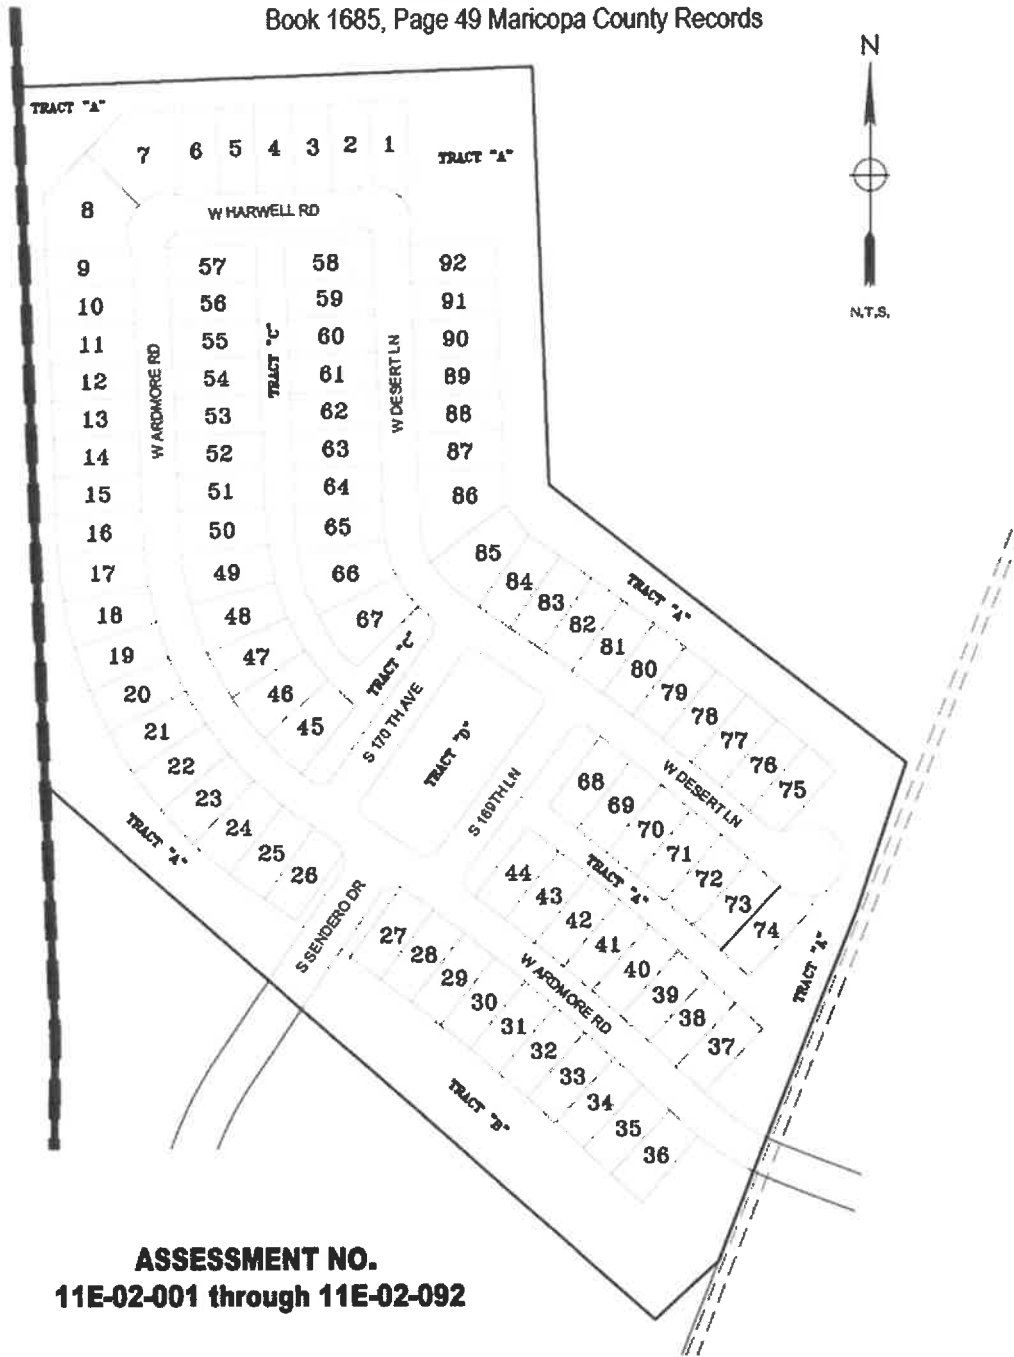 Book 1685, Page 49 Maricopa County Records
N
N.T.S.
TRACT "A"
7 6 5 4 3 2 1
TRACT "A"
8
W HARWELL RD
9 57 58 92
10 56 59 91
11 55 60 90
12 54 61 89
13 53 62 88
14 52 63 87
15 51 64 86
16 50 65
17 49 66
18 48 67
19 47
20 46
21 45
22
23
24
25
26
W ARDMORE RD
TRACT "C"
W DESERT LN
85
84
83
82
81
80
79
78
77
76
75
TRACT "A"
TRACT "C"
S 170TH AVE
TRACT "D"
S 169TH LN
W DESERT LN
68
69
70
71
72
73
74
TRACT "A"
TRACT "A"
44
43
42
41
40
39
38
37
TRACT "A"
S SENDERO DR
W ARDMORE RD
27
28
29
30
31
32
33
34
35
36
TRACT "B"
ASSESSMENT NO.
11E-02-001 through 11E-02-092